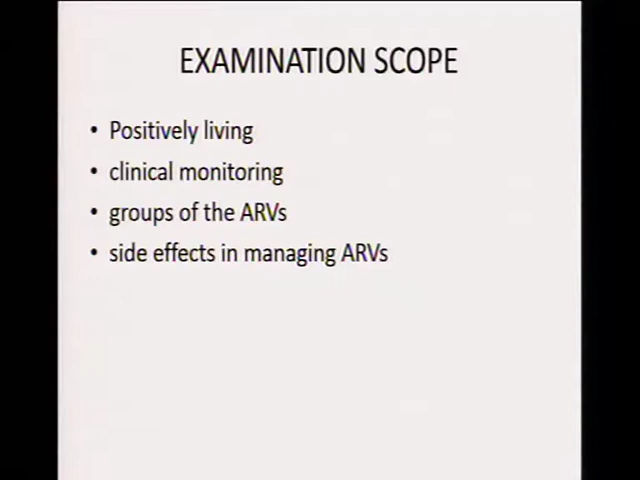 EXAMINATION SCOPE
• Positively living
• clinical monitoring
• groups of the ARVs
• side effects in managing ARVs